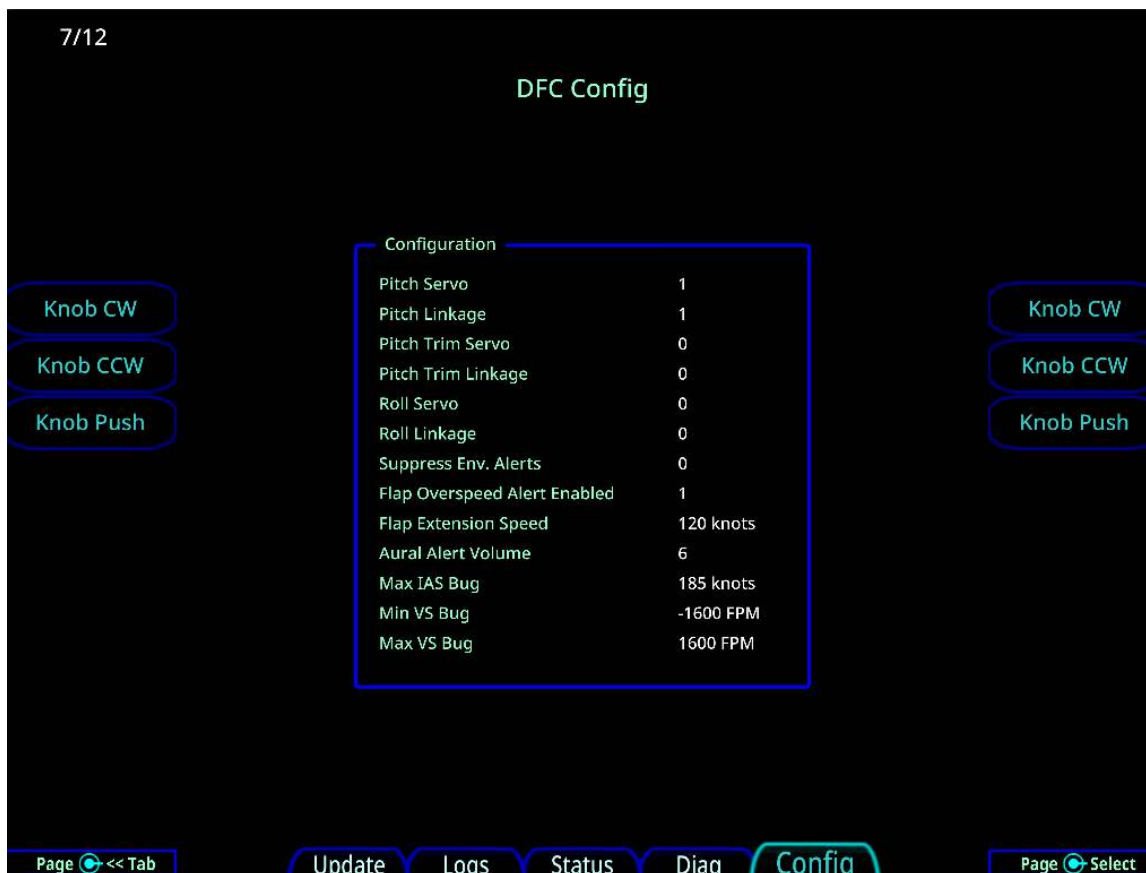 7/12
DFC Config
Configuration
Pitch Servo 1
Pitch Linkage 1
Pitch Trim Servo 0
Pitch Trim Linkage 0
Roll Servo 0
Roll Linkage 0
Suppress Env. Alerts 0
Flap Overspeed Alert Enabled 1
Flap Extension Speed 120 knots
Aural Alert Volume 6
Max IAS Bug 185 knots
Min VS Bug -1600 FPM
Max VS Bug 1600 FPM
Knob CW
Knob CCW
Knob Push
Knob CW
Knob CCW
Knob Push
Page << Tab
Update Logs Status Diag Config
Page Select